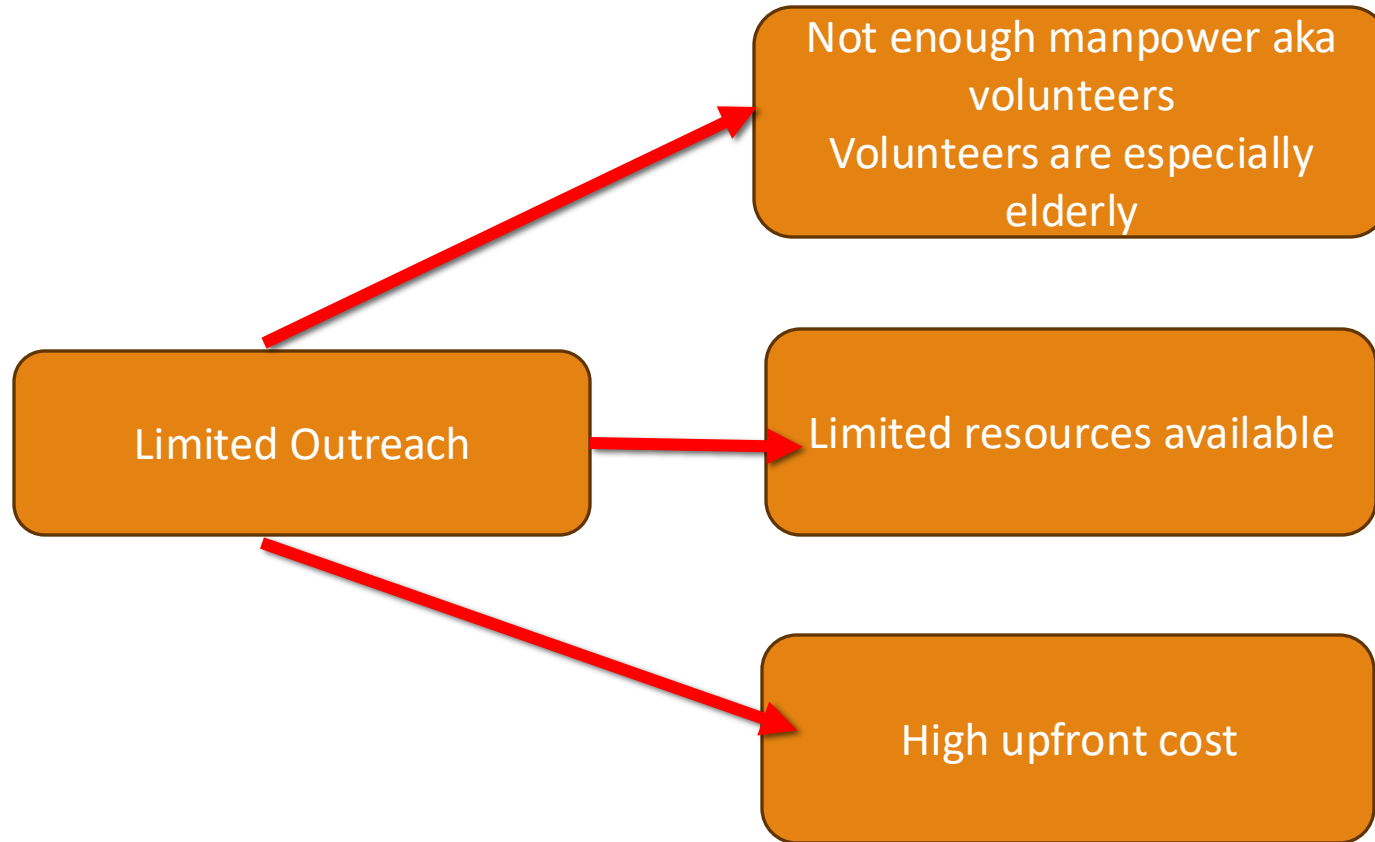 Not enough manpower aka
volunteers
Volunteers are especially
elderly
Limited Outreach
Limited resources available
High upfront cost